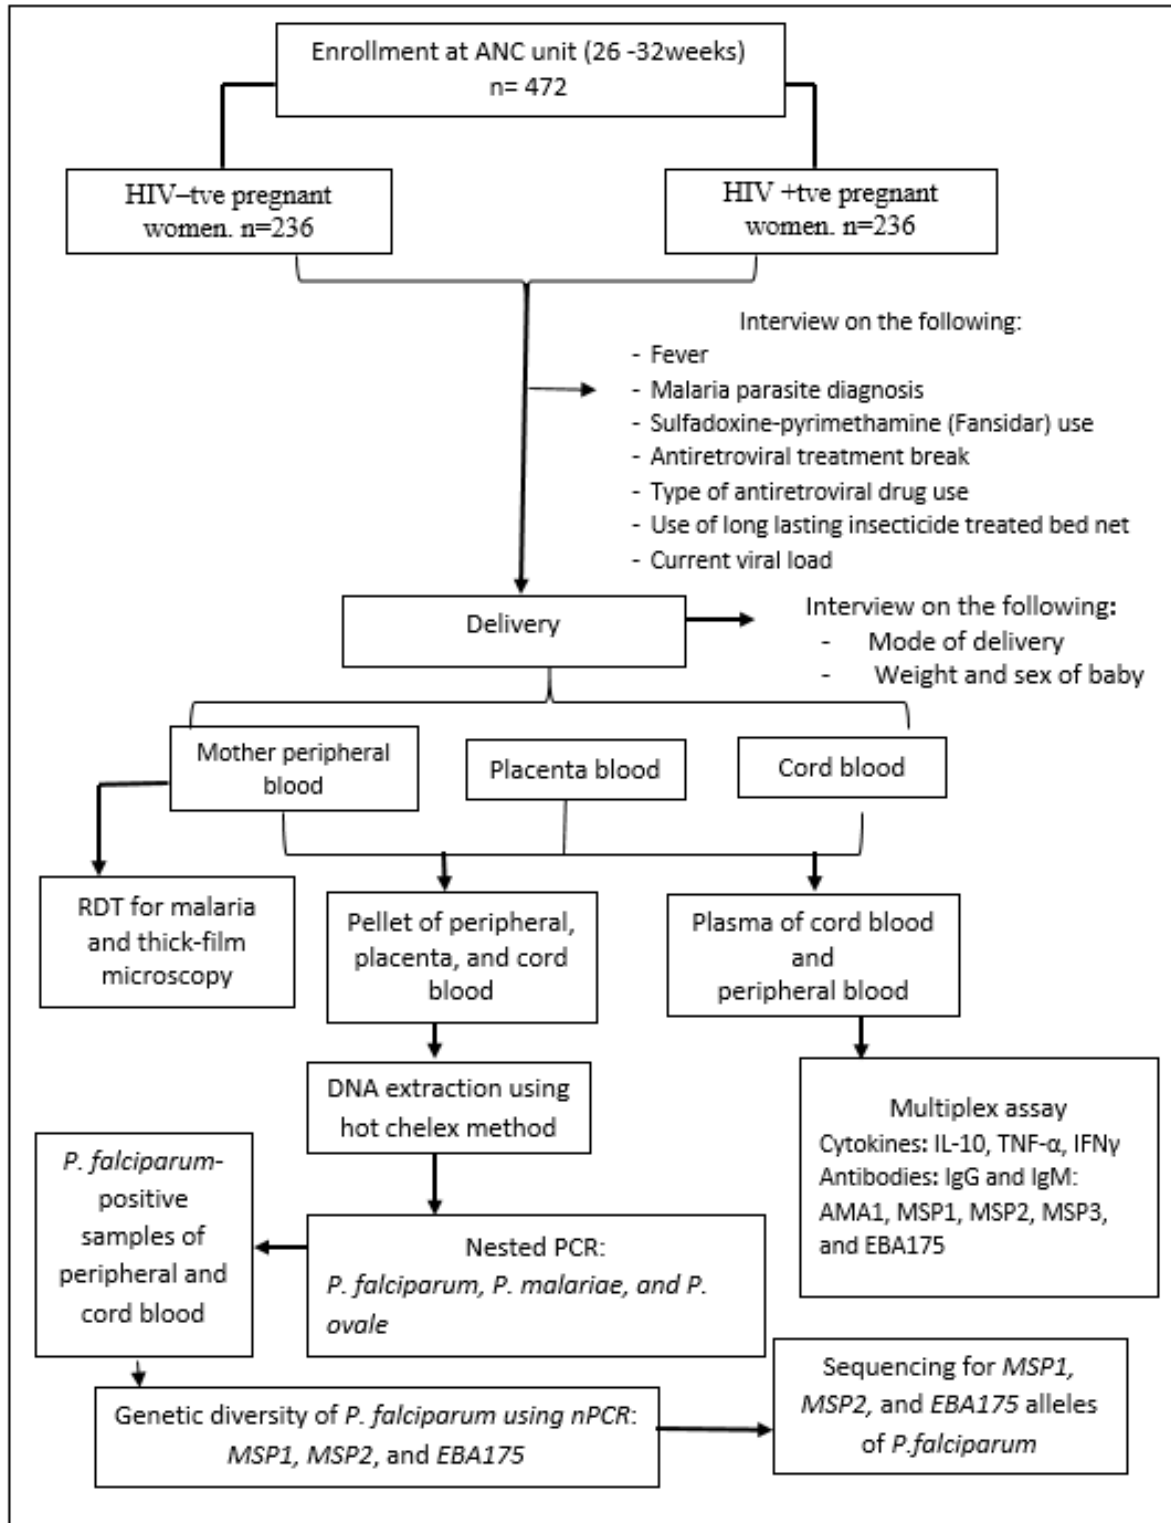 Enrollment at ANC unit (26 -32weeks)
n= 472
HIV–tve pregnant
women. n=236
HIV +tve pregnant
women. n=236
Interview on the following:
- Fever
- Malaria parasite diagnosis
- Sulfadoxine-pyrimethamine (Fansidar) use
- Antiretroviral treatment break
- Type of antiretroviral drug use
- Use of long lasting insecticide treated bed net
- Current viral load
Delivery
Interview on the following:
- Mode of delivery
- Weight and sex of baby
Mother peripheral
blood
Placenta blood
Cord blood
RDT for malaria
and thick-film
microscopy
Pellet of peripheral,
placenta, and cord
blood
Plasma of cord blood
and
peripheral blood
DNA extraction using
hot chelex method
Multiplex assay
Cytokines: IL-10, TNF-α, IFNγ
Antibodies: IgG and IgM:
AMA1, MSP1, MSP2, MSP3,
and EBA175
P. falciparum-
positive
samples of
peripheral and
cord blood
Nested PCR:
P. falciparum, P. malariae, and P.
ovale
Genetic diversity of P. falciparum using nPCR:
MSP1, MSP2, and EBA175
Sequencing for MSP1,
MSP2, and EBA175 alleles
of P.falciparum